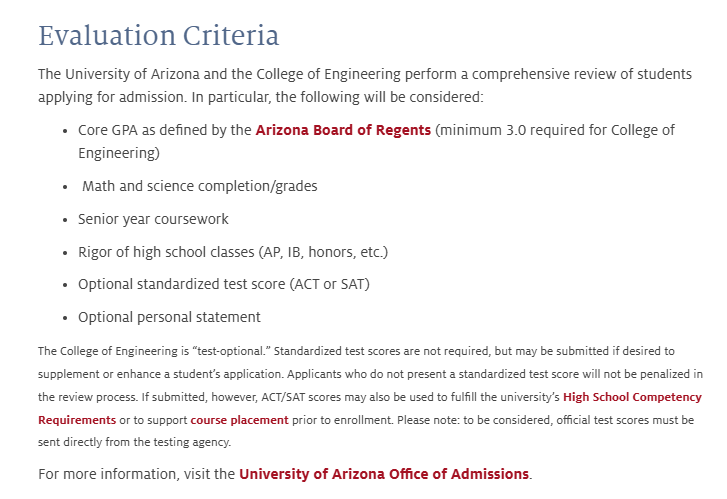 Evaluation Criteria
The University of Arizona and the College of Engineering perform a comprehensive review of students
applying for admission. In particular, the following will be considered:
• Core GPA as defined by the Arizona Board of Regents (minimum 3.0 required for College of
Engineering)
• Math and science completion/grades
• Senior year coursework
• Rigor of high school classes (AP, IB, honors, etc.)
• Optional standardized test score (ACT or SAT)
• Optional personal statement
The College of Engineering is “test-optional.” Standardized test scores are not required, but may be submitted if desired to
supplement or enhance a student’s application. Applicants who do not present a standardized test score will not be penalized in
the review process. If submitted, however, ACT/SAT scores may also be used to fulfill the university’s High School Competency
Requirements or to support course placement prior to enrollment. Please note: to be considered, official test scores must be
sent directly from the testing agency.
For more information, visit the University of Arizona Office of Admissions.